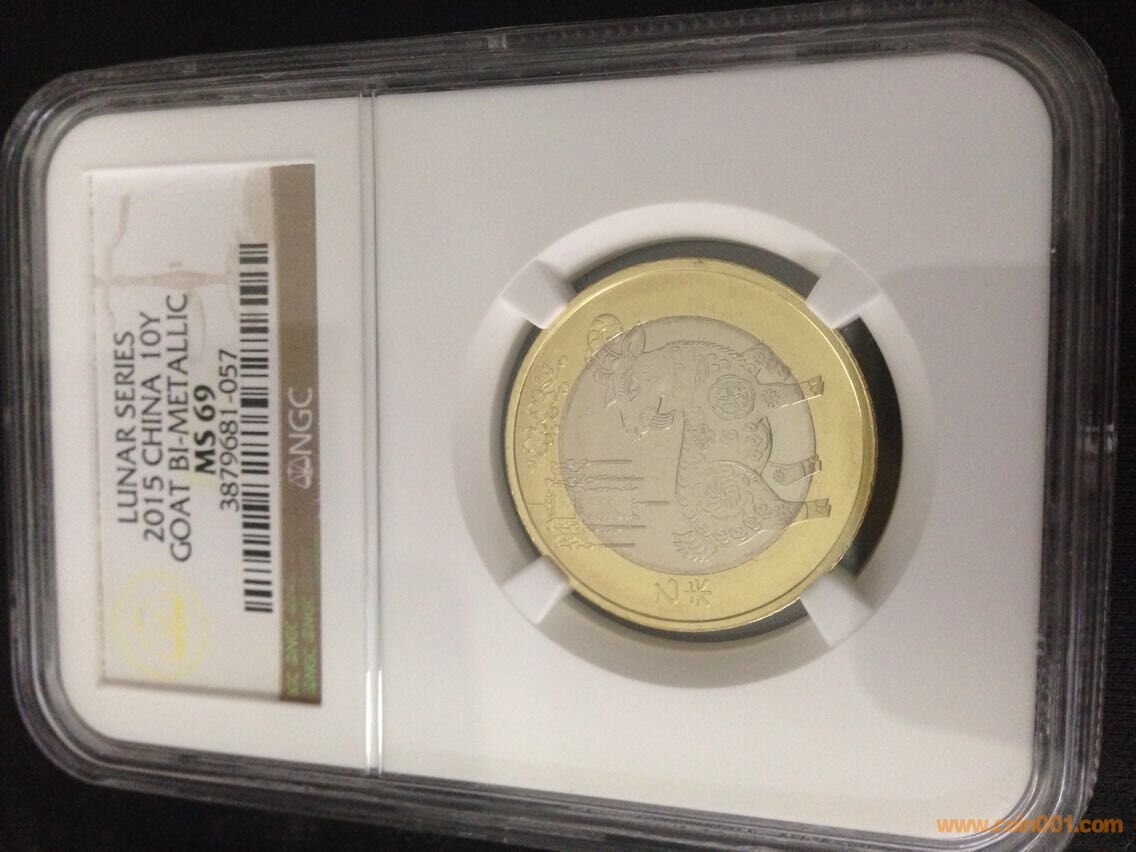 LUNAR SERIES
2015 CHINA 10Y
GOAT BI-METALLIC
MS 69
3879681-057
NGC
乙未
www.coin001.com